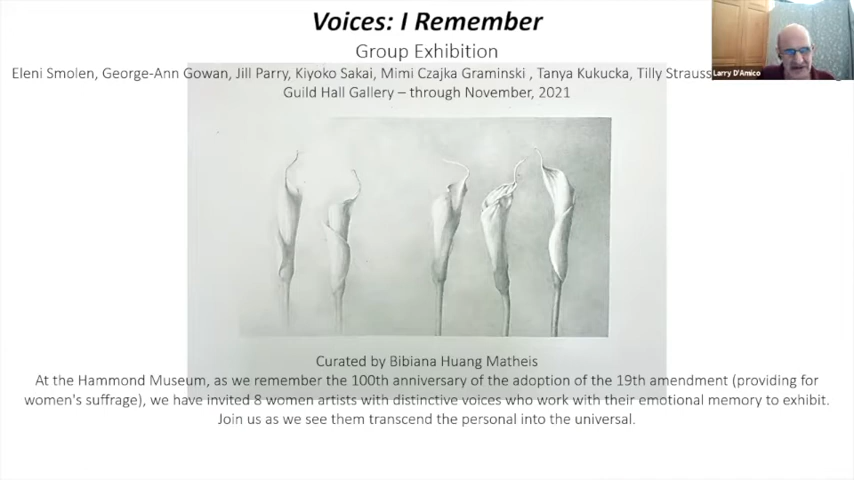 Voices: I Remember
Group Exhibition
Eleni Smolen, George-Ann Gowan, Jill Parry, Kiyoko Sakai, Mimi Czajka Graminski , Tanya Kukucka, Tilly Strauss
Guild Hall Gallery – through November, 2021
Larry D'Amico
Curated by Bibiana Huang Matheis
At the Hammond Museum, as we remember the 100th anniversary of the adoption of the 19th amendment (providing for
women's suffrage), we have invited 8 women artists with distinctive voices who work with their emotional memory to exhibit.
Join us as we see them transcend the personal into the universal.